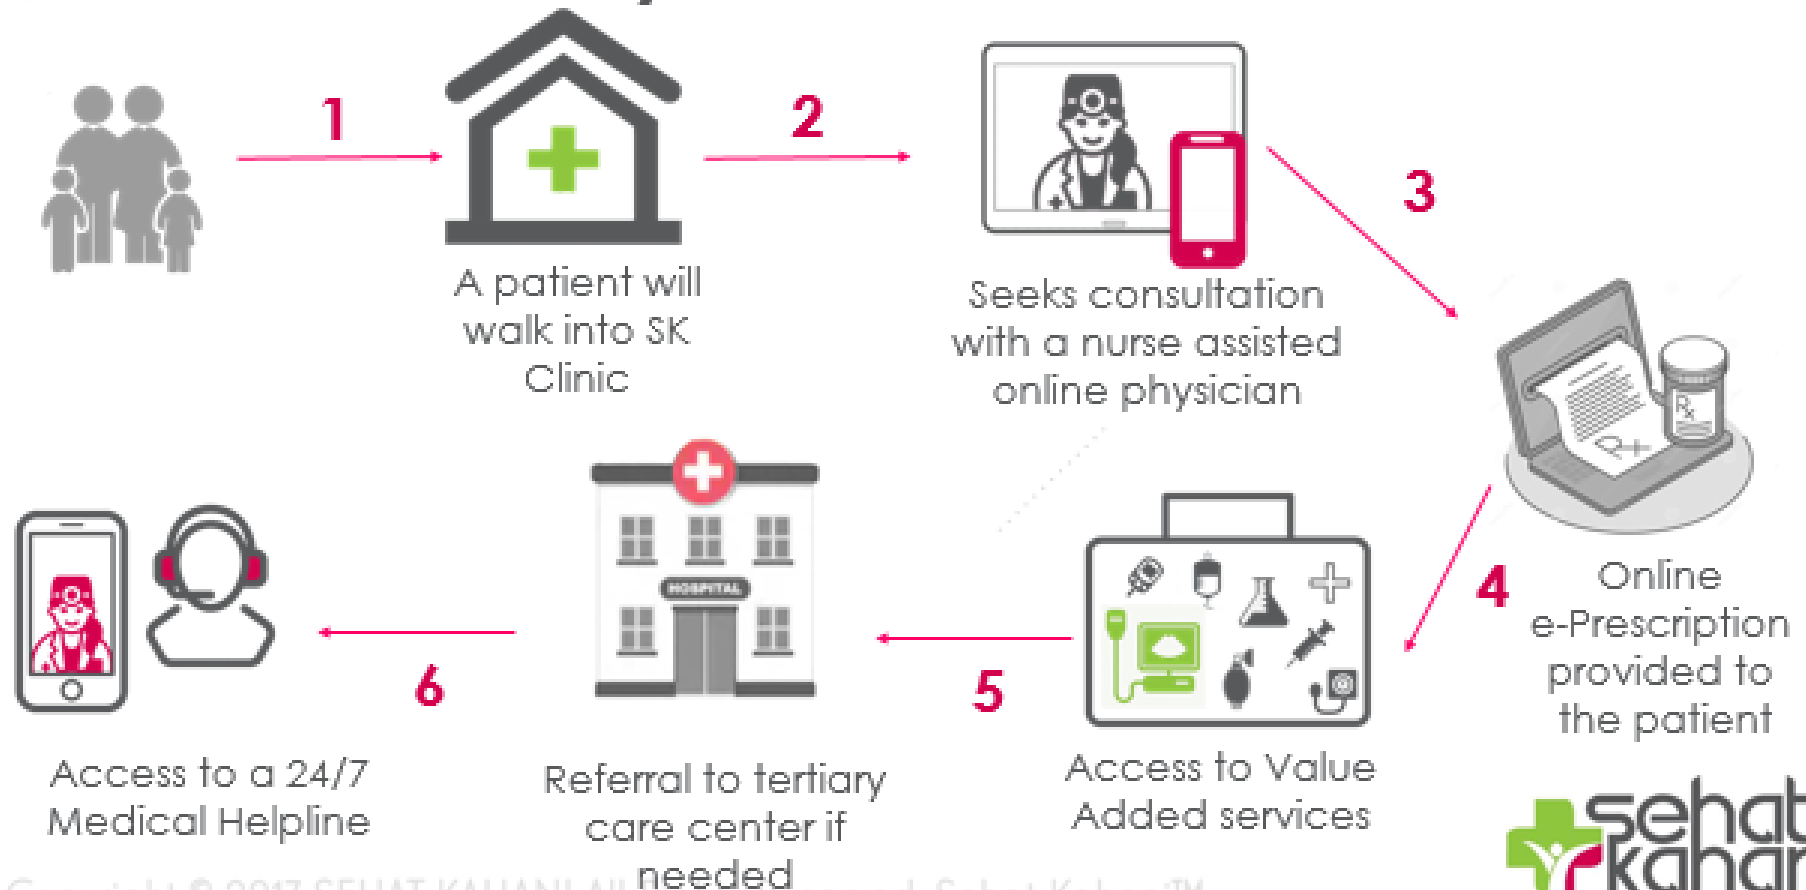 1
2
3
A patient will
walk into SK
Clinic
Seeks consultation
with a nurse assisted
online physician
Online
e-Prescription
provided to
the patient
4
HOSPITAL
5
6
Access to Value
Added services
Referral to tertiary
care center if
needed
Access to a 24/7
Medical Helpline
sehat
kahan